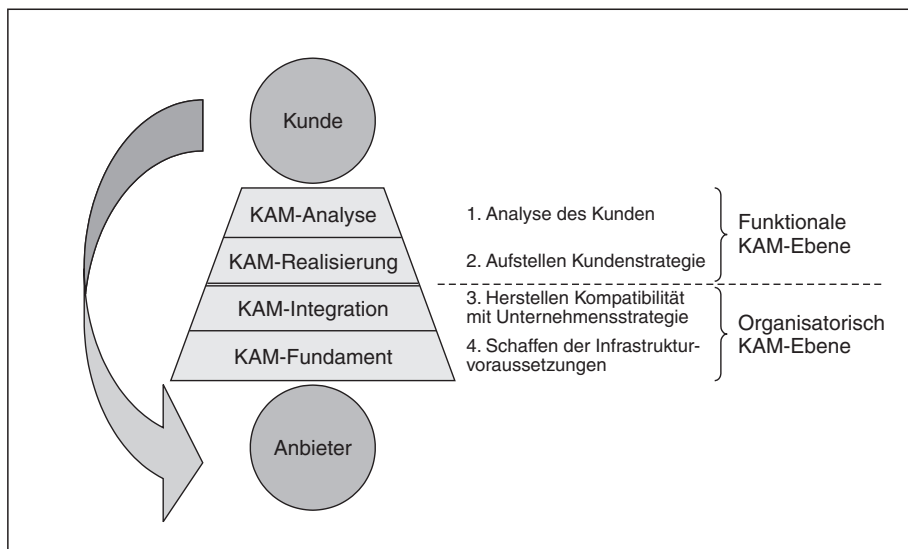 Kunde
KAM-Analyse
1. Analyse des Kunden
KAM-Realisierung
2. Aufstellen Kundenstrategie
Funktionale
KAM-Ebene
KAM-Integration
3. Herstellen Kompatibilität
mit Unternehmensstrategie
KAM-Fundament
4. Schaffen der Infrastruktur-
voraussetzungen
Organisatorisch
KAM-Ebene
Anbieter